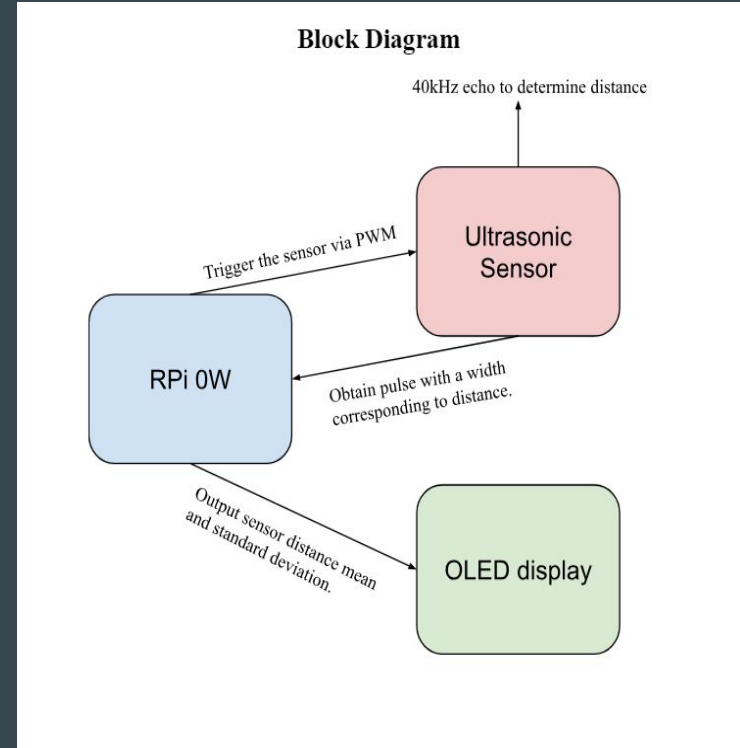 Block Diagram
40kHz echo to determine distance
Ultrasonic
Sensor
Trigger the sensor via PWM
RPi 0W
Obtain pulse with a width
corresponding to distance.
Output sensor distance mean
and standard deviation.
OLED display